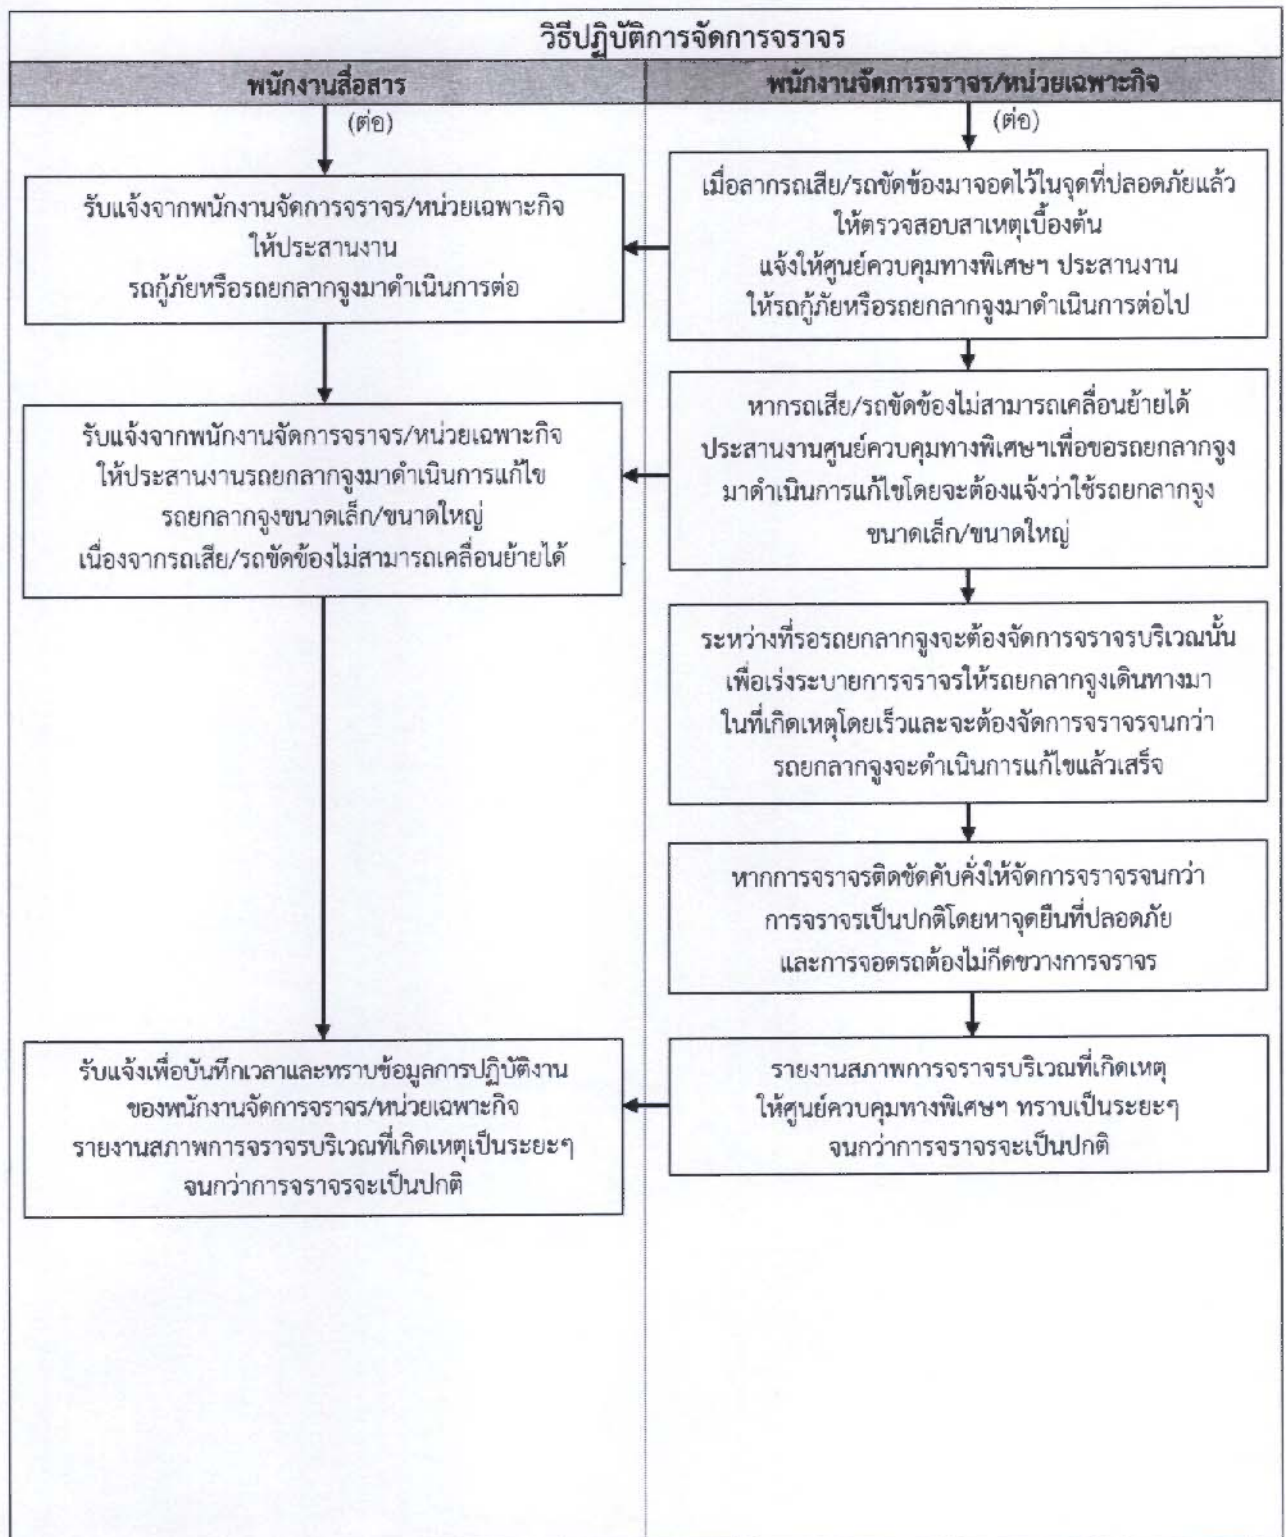 วิธีปฏิบัติการจัดการจราจร
พนักงานสื่อสาร
พนักงานจัดการจราจร/หน่วยเฉพาะกิจ
(ต่อ)
(ต่อ)
เมื่อลากรถเสีย/รถขัดข้องมาจอดไว้ในจุดที่ปลอดภัยแล้ว
ให้ตรวจสอบสาเหตุเบื้องต้น
แจ้งให้ศูนย์ควบคุมทางพิเศษฯ ประสานงาน
ให้รถกู้ภัยหรือรถยกลากจูงมาดำเนินการต่อไป
รับแจ้งจากพนักงานจัดการจราจร/หน่วยเฉพาะกิจ
ให้ประสานงาน
รถกู้ภัยหรือรถยกลากจูงมาดำเนินการต่อ
หากรถเสีย/รถขัดข้องไม่สามารถเคลื่อนย้ายได้
ประสานงานศูนย์ควบคุมทางพิเศษฯเพื่อขอรถยกลากจูง
มาดำเนินการแก้ไขโดยจะต้องแจ้งว่าใช้รถยกลากจูง
ขนาดเล็ก/ขนาดใหญ่
รับแจ้งจากพนักงานจัดการจราจร/หน่วยเฉพาะกิจ
ให้ประสานงานรถยกลากจูงมาดำเนินการแก้ไข
รถยกลากจูงขนาดเล็ก/ขนาดใหญ่
เนื่องจากรถเสีย/รถขัดข้องไม่สามารถเคลื่อนย้ายได้
ระหว่างที่รอรถยกลากจูงจะต้องจัดการจราจรบริเวณนั้น
เพื่อเร่งระบายการจราจรให้รถยกลากจูงเดินทางมา
ในที่เกิดเหตุโดยเร็วและจะต้องจัดการจราจรจนกว่า
รถยกลากจูงจะดำเนินการแก้ไขแล้วเสร็จ
หากการจราจรติดขัดคับคั่งให้จัดการจราจรจนกว่า
การจราจรเป็นปกติโดยหาจุดยืนที่ปลอดภัย
และการจอดรถต้องไม่กีดขวางการจราจร
รายงานสภาพการจราจรบริเวณที่เกิดเหตุ
ให้ศูนย์ควบคุมทางพิเศษฯ ทราบเป็นระยะๆ
จนกว่าการจราจรจะเป็นปกติ
รับแจ้งเพื่อบันทึกเวลาและทราบข้อมูลการปฏิบัติงาน
ของพนักงานจัดการจราจร/หน่วยเฉพาะกิจ
รายงานสภาพการจราจรบริเวณที่เกิดเหตุเป็นระยะๆ
จนกว่าการจราจรจะเป็นปกติ